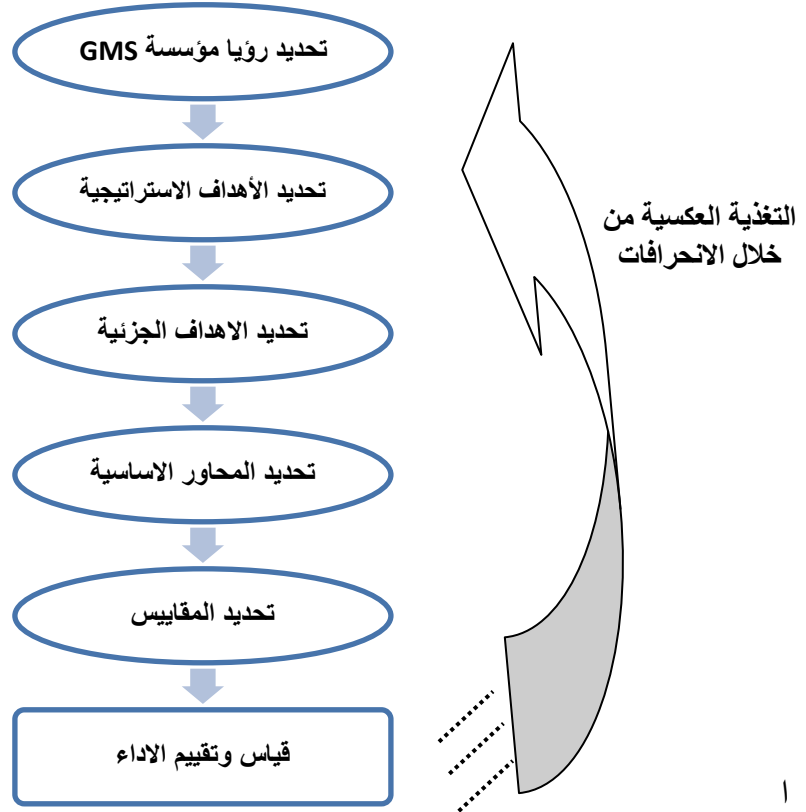 تحديد رؤيا مؤسسة GMS
تحديد الأهداف الاستراتيجية
التغذية العكسية من
خلال الانحرافات
تحديد الاهداف الجزئية
تحديد المحاور الاساسية
تحديد المقاييس
قياس وتقييم الاداء
ا